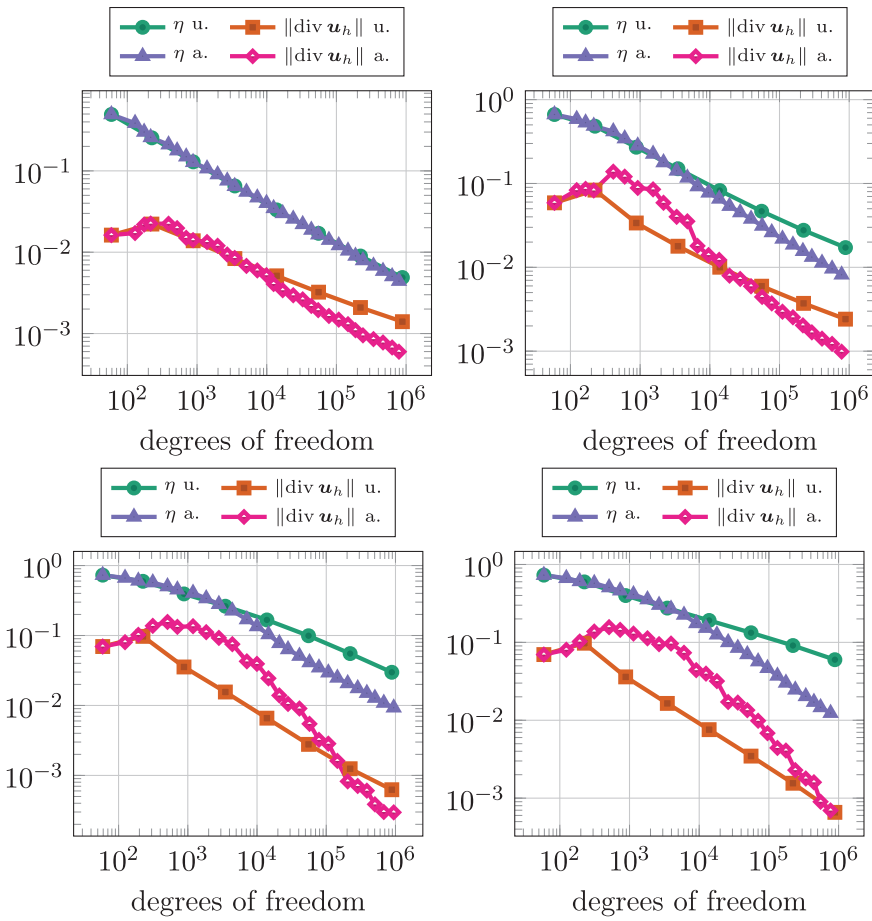 η u. ‖div u_h‖ u.
η a. ‖div u_h‖ a.
10^−1
10^−2
10^−3
10^2 10^3 10^4 10^5 10^6
degrees of freedom
η u. ‖div u_h‖ u.
η a. ‖div u_h‖ a.
10^0
10^−1
10^−2
10^−3
10^2 10^3 10^4 10^5 10^6
degrees of freedom
η u. ‖div u_h‖ u.
η a. ‖div u_h‖ a.
10^0
10^−1
10^−2
10^−3
10^2 10^3 10^4 10^5 10^6
degrees of freedom
η u. ‖div u_h‖ u.
η a. ‖div u_h‖ a.
10^0
10^−1
10^−2
10^−3
10^2 10^3 10^4 10^5 10^6
degrees of freedom